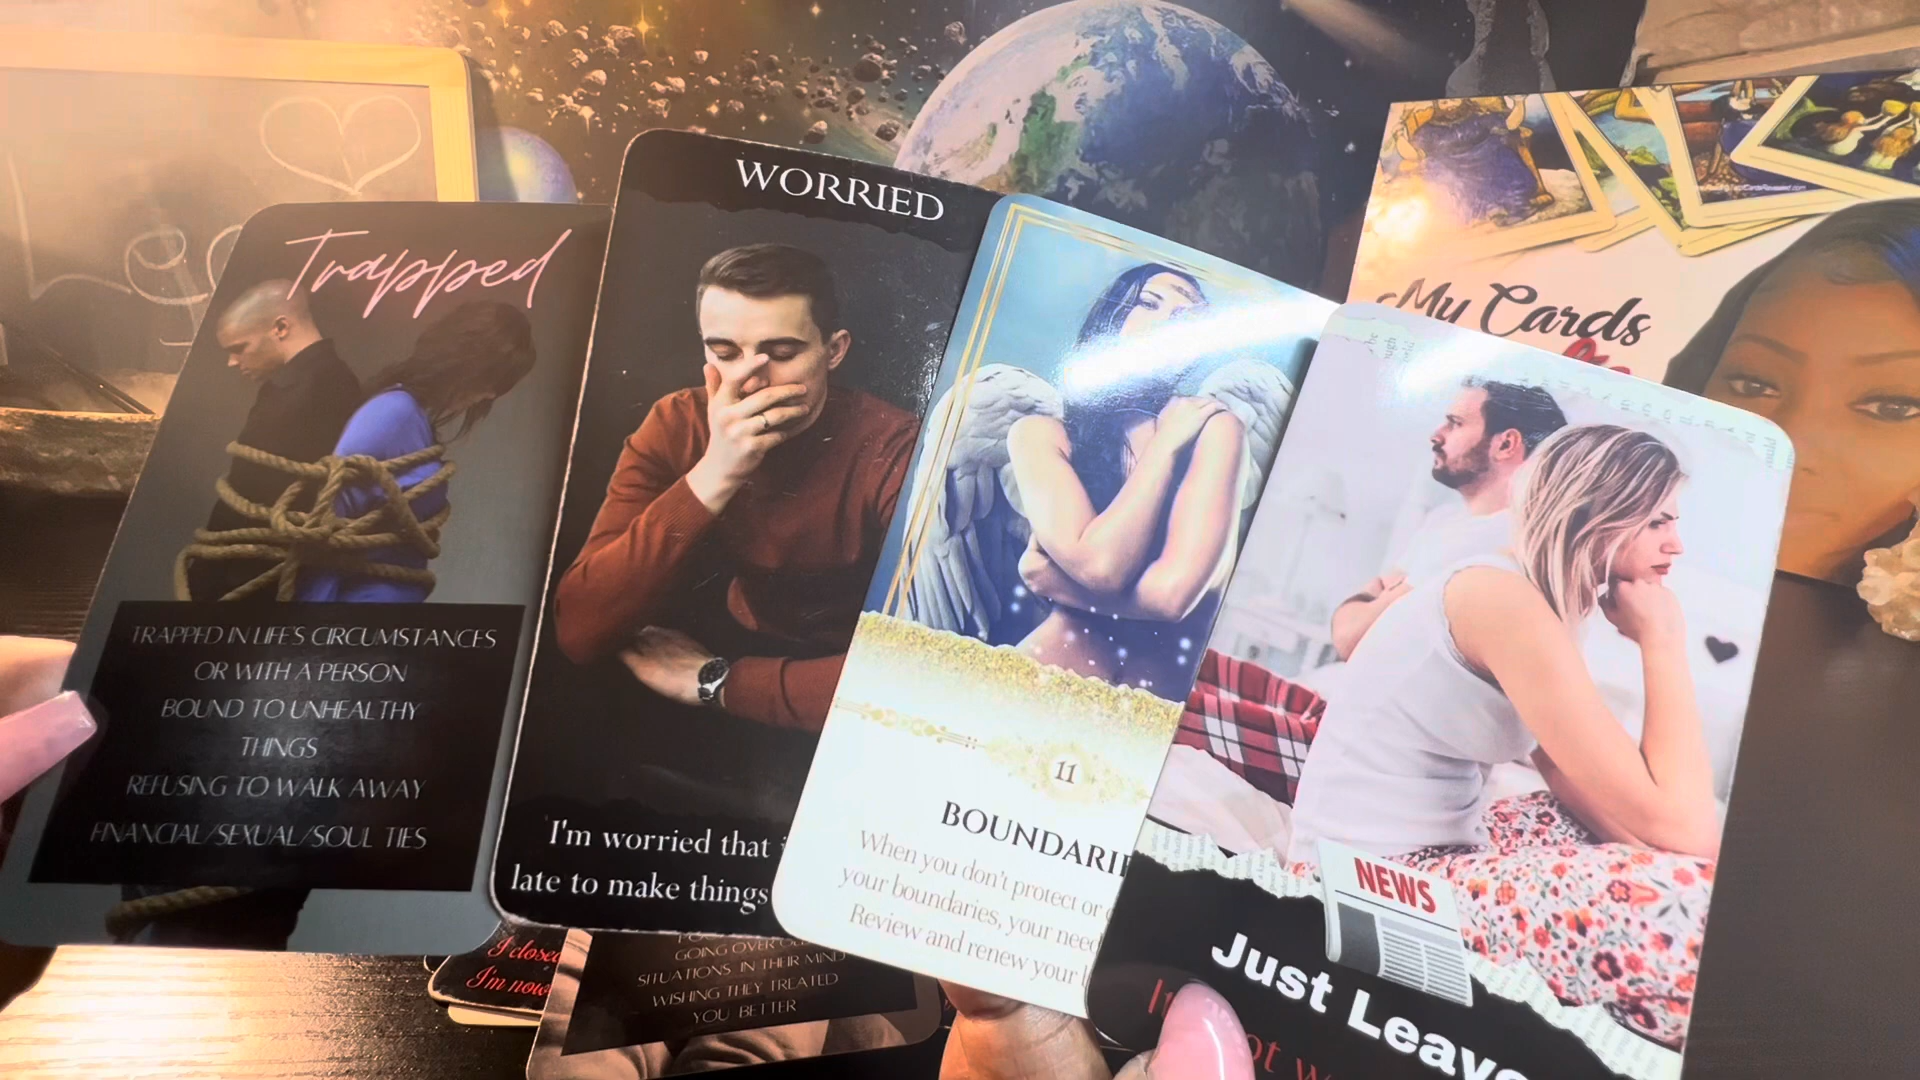 Trapped
TRAPPED IN LIFE'S CIRCUMSTANCES
OR WITH A PERSON
BOUND TO UNHEALTHY
THINGS
REFUSING TO WALK AWAY
FINANCIAL/SEXUAL/SOUL TIES
WORRIED
I'm worried that
late to make things
11
BOUNDARIE
When you don't protect or
your boundaries, your need
Review and renew your
NEWS
Just Leave
My Cards
I closed
I'm now
GOING OVER
SITUATIONS IN THEIR MIND
WISHING THEY TREATED
YOU BETTER